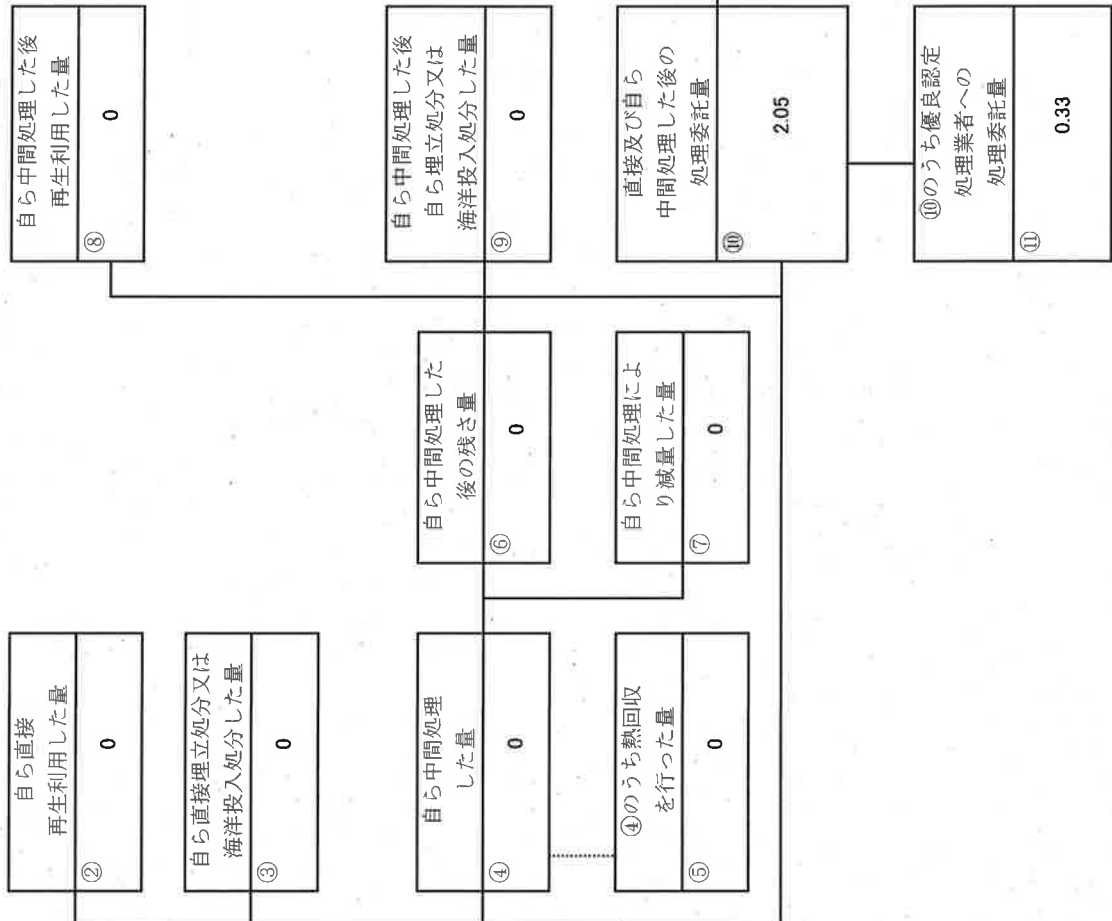 自ら直接
再生利用した量
②
0
自ら直接埋立処分又は
海洋投入処分した量
③
0
自ら中間処理
した量
④
0
④のうち熱回収
を行った量
⑤
0
自ら中間処理した
後の残さ量
⑥
0
自ら中間処理によ
り減量した量
⑦
0
自ら中間処理した後
再生利用した量
⑧
0
自ら中間処理した後
自ら埋立処分又は
海洋投入処分した量
⑨
0
直接及び自ら
中間処理した後の
処理委託量
⑩
2.05
⑩のうち優良認定
処理業者への
処理委託量
⑪
0.33